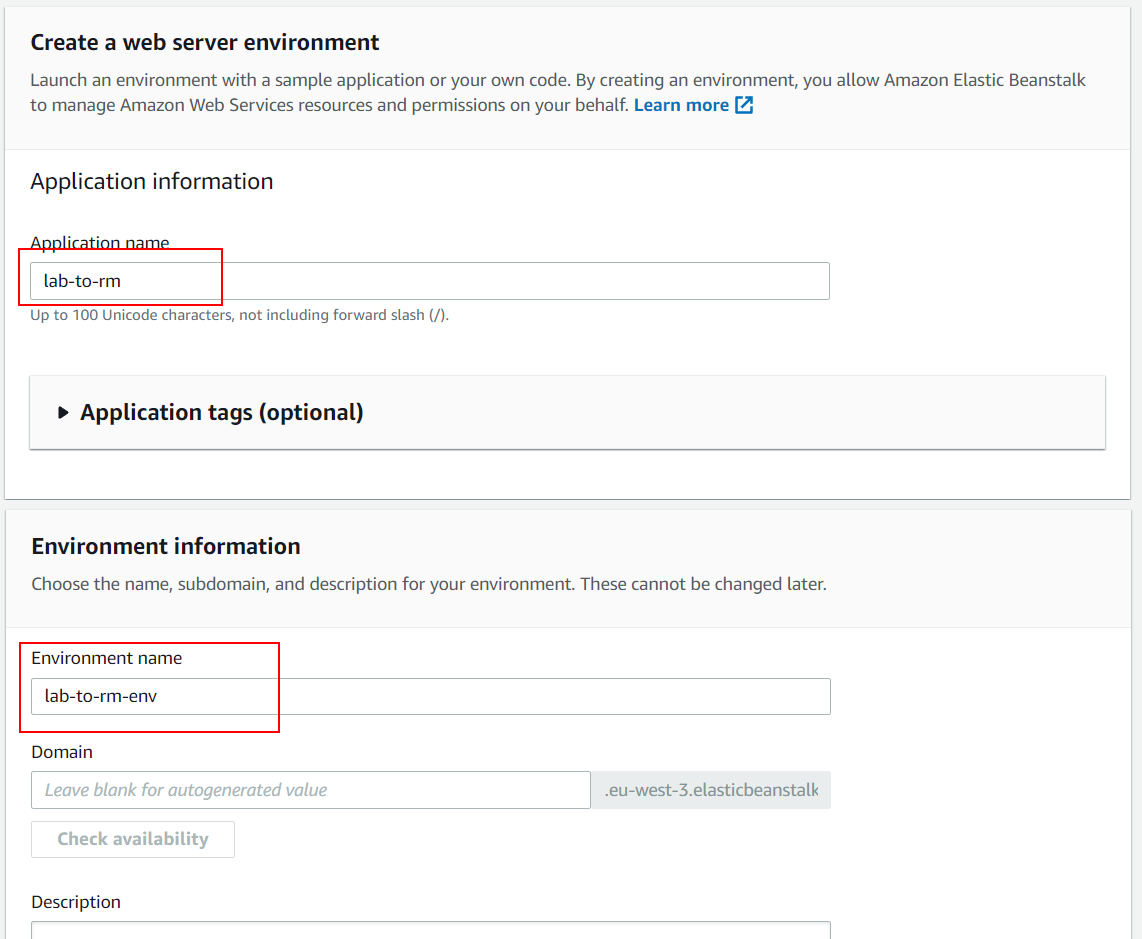 Create a web server environment
Launch an environment with a sample application or your own code. By creating an environment, you allow Amazon Elastic Beanstalk
to manage Amazon Web Services resources and permissions on your behalf. Learn more
Application information
Application name
lab-to-rm
Up to 100 Unicode characters, not including forward slash (/).
Application tags (optional)
Environment information
Choose the name, subdomain, and description for your environment. These cannot be changed later.
Environment name
lab-to-rm-env
Domain
Leave blank for autogenerated value
.eu-west-3.elasticbeanstalk
Check availability
Description